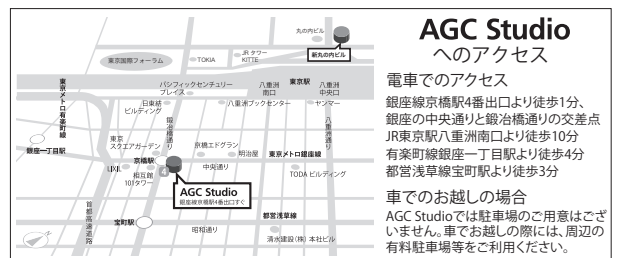 丸の内ビル
新丸の内ビル
JR タワー
KITTE
TOKIA
東京国際フォーラム
東京メトロ有楽町線
パシフィックセンチュリー
プレイス
八重洲
南口
東京駅
八重洲
中央口
日東紡
ビルディング
八重洲ブックセンター
ヤンマー
鍛冶橋通り
八重洲通り
東京
スクエアガーデン
京橋エドグラン
明治屋
東京メトロ銀座線
銀座一丁目駅
京橋駅
LIXIL
4
中央通り
相互館
101タワー
TODA ビルディング
AGC Studio
銀座線京橋駅4番出口すぐ
首都高速道路
宝町駅
都営浅草線
昭和通り
清水建設(株) 本社ビル
AGC Studio
へのアクセス
電車でのアクセス
銀座線京橋駅4番出口より徒歩1分、
銀座の中央通りと鍛冶橋通りの交差点
JR東京駅八重洲南口より徒歩10分
有楽町線銀座一丁目駅より徒歩4分
都営浅草線宝町駅より徒歩3分
車でのお越しの場合
AGC Studioでは駐車場のご用意はござ
いません。車でお越しの際には、周辺の
有料駐車場等をご利用ください。